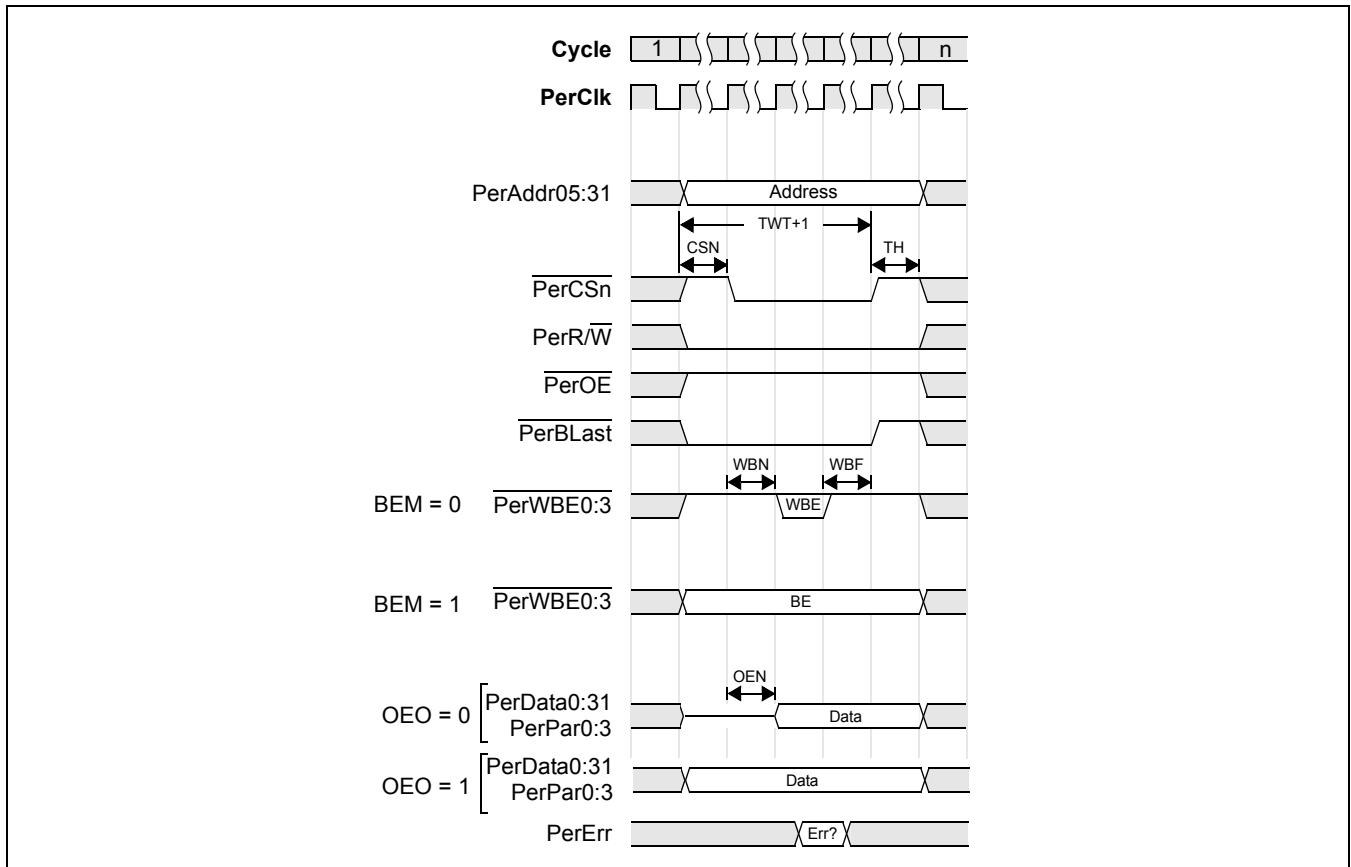 Cycle 1 n
PerClk
PerAddr05:31 Address
TWT+1
CSN TH
PerCSn
PerR/W
PerOE
PerBLast
WBN WBF
BEM = 0 PerWBE0:3 WBE
BEM = 1 PerWBE0:3 BE
OEN
OEO = 0 PerData0:31 Data
PerPar0:3
OEO = 1 PerData0:31 Data
PerPar0:3
PerErr Err?